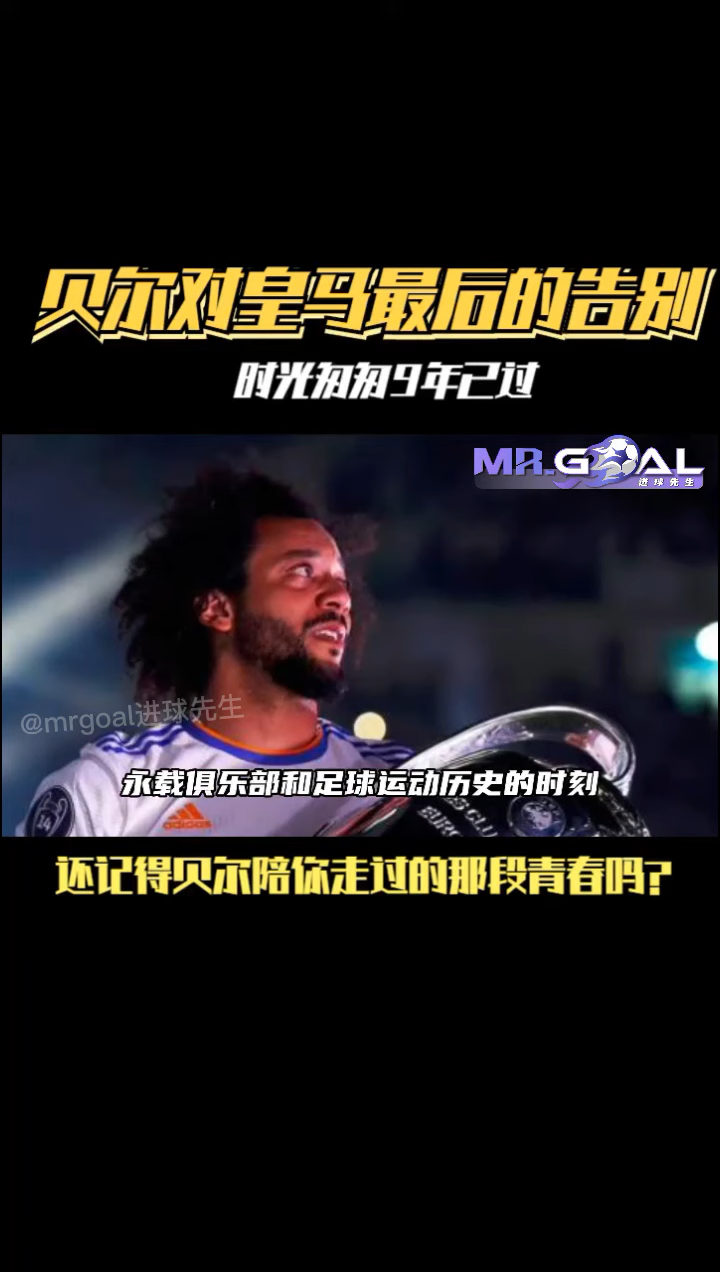 贝尔对皇马最后的告别
时光匆匆9年已过
MR.GOAL
进球先生
@mrgoal进球先生
永载俱乐部和足球运动历史的时刻
14
adidas
还记得贝尔陪你走过的那段青春吗?